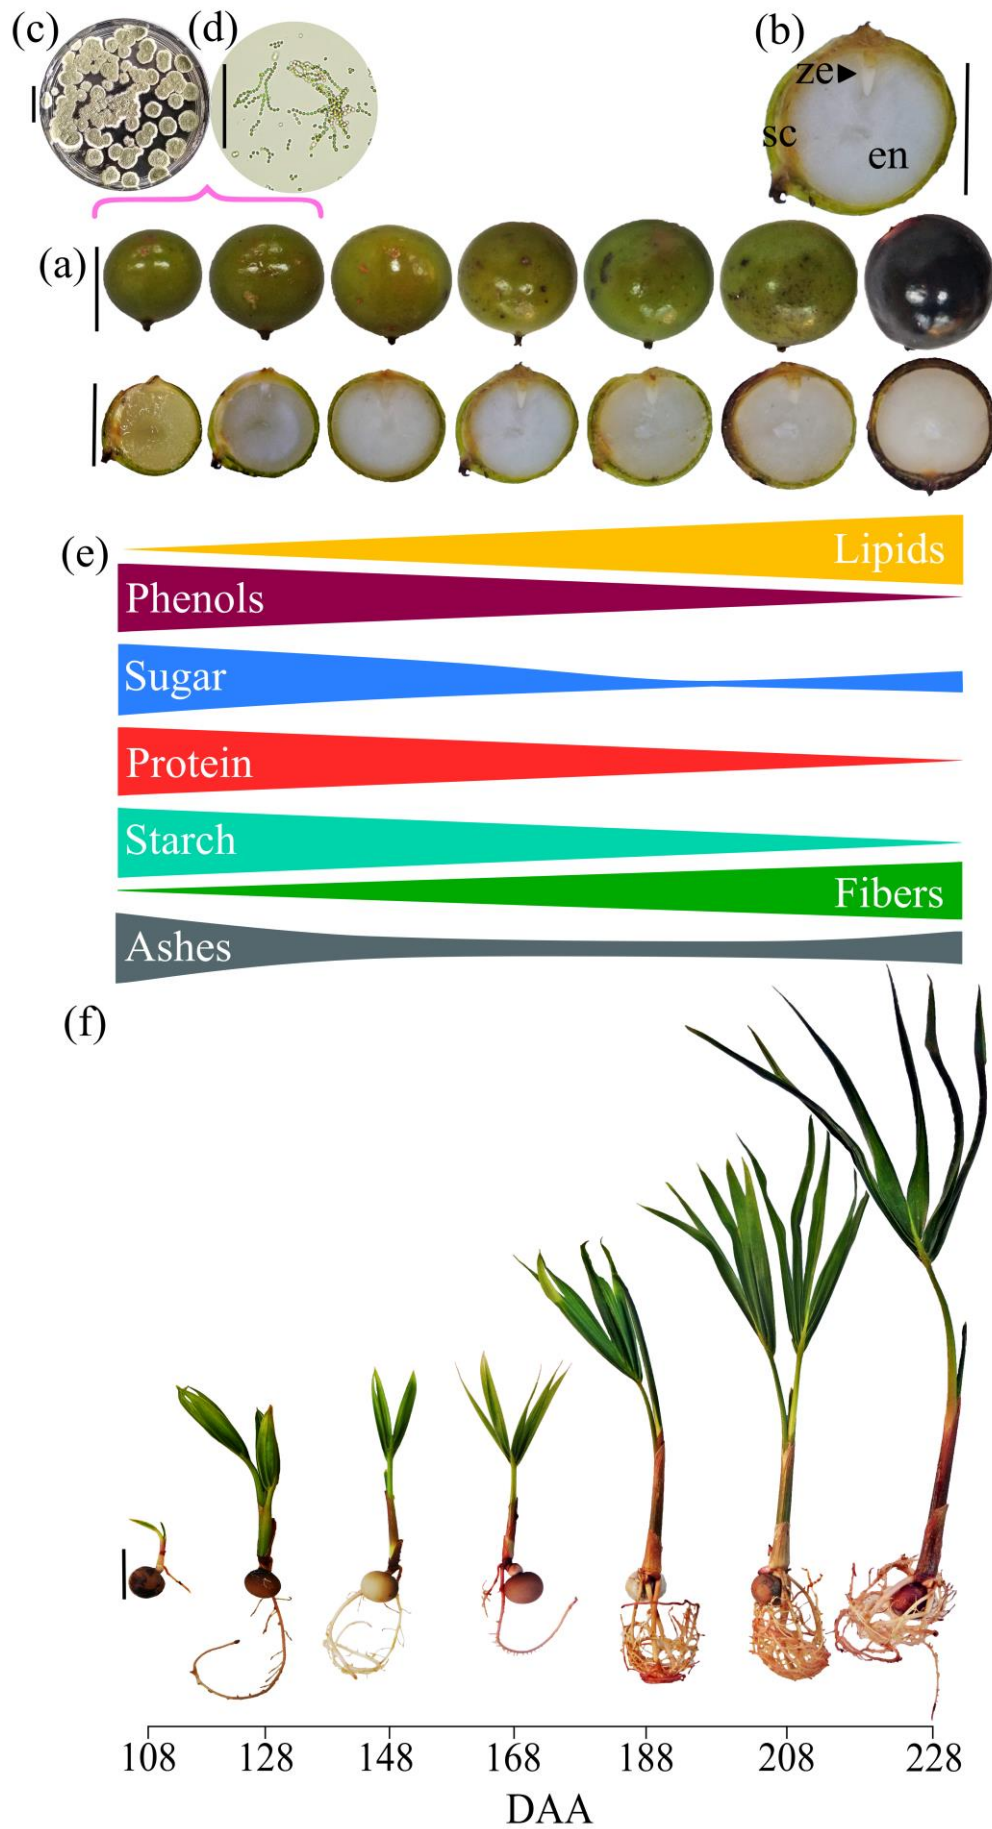 (c)
(d)
(b)
ze
sc
en
(a)
(e)
Lipids
Phenols
Sugar
Protein
Starch
Fibers
Ashes
(f)
108 128 148 168 188 208 228
DAA